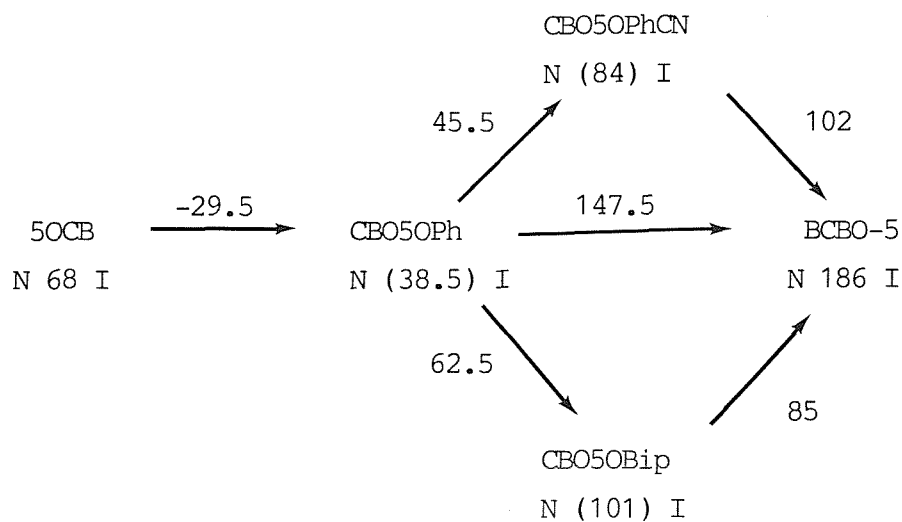 CBO5OPhCN
N (84) I
45.5
102
-29.5
147.5
5OCB
CBO5OPh
BCBO-5
N 68 I
N (38.5) I
N 186 I
62.5
85
CBO5OBip
N (101) I